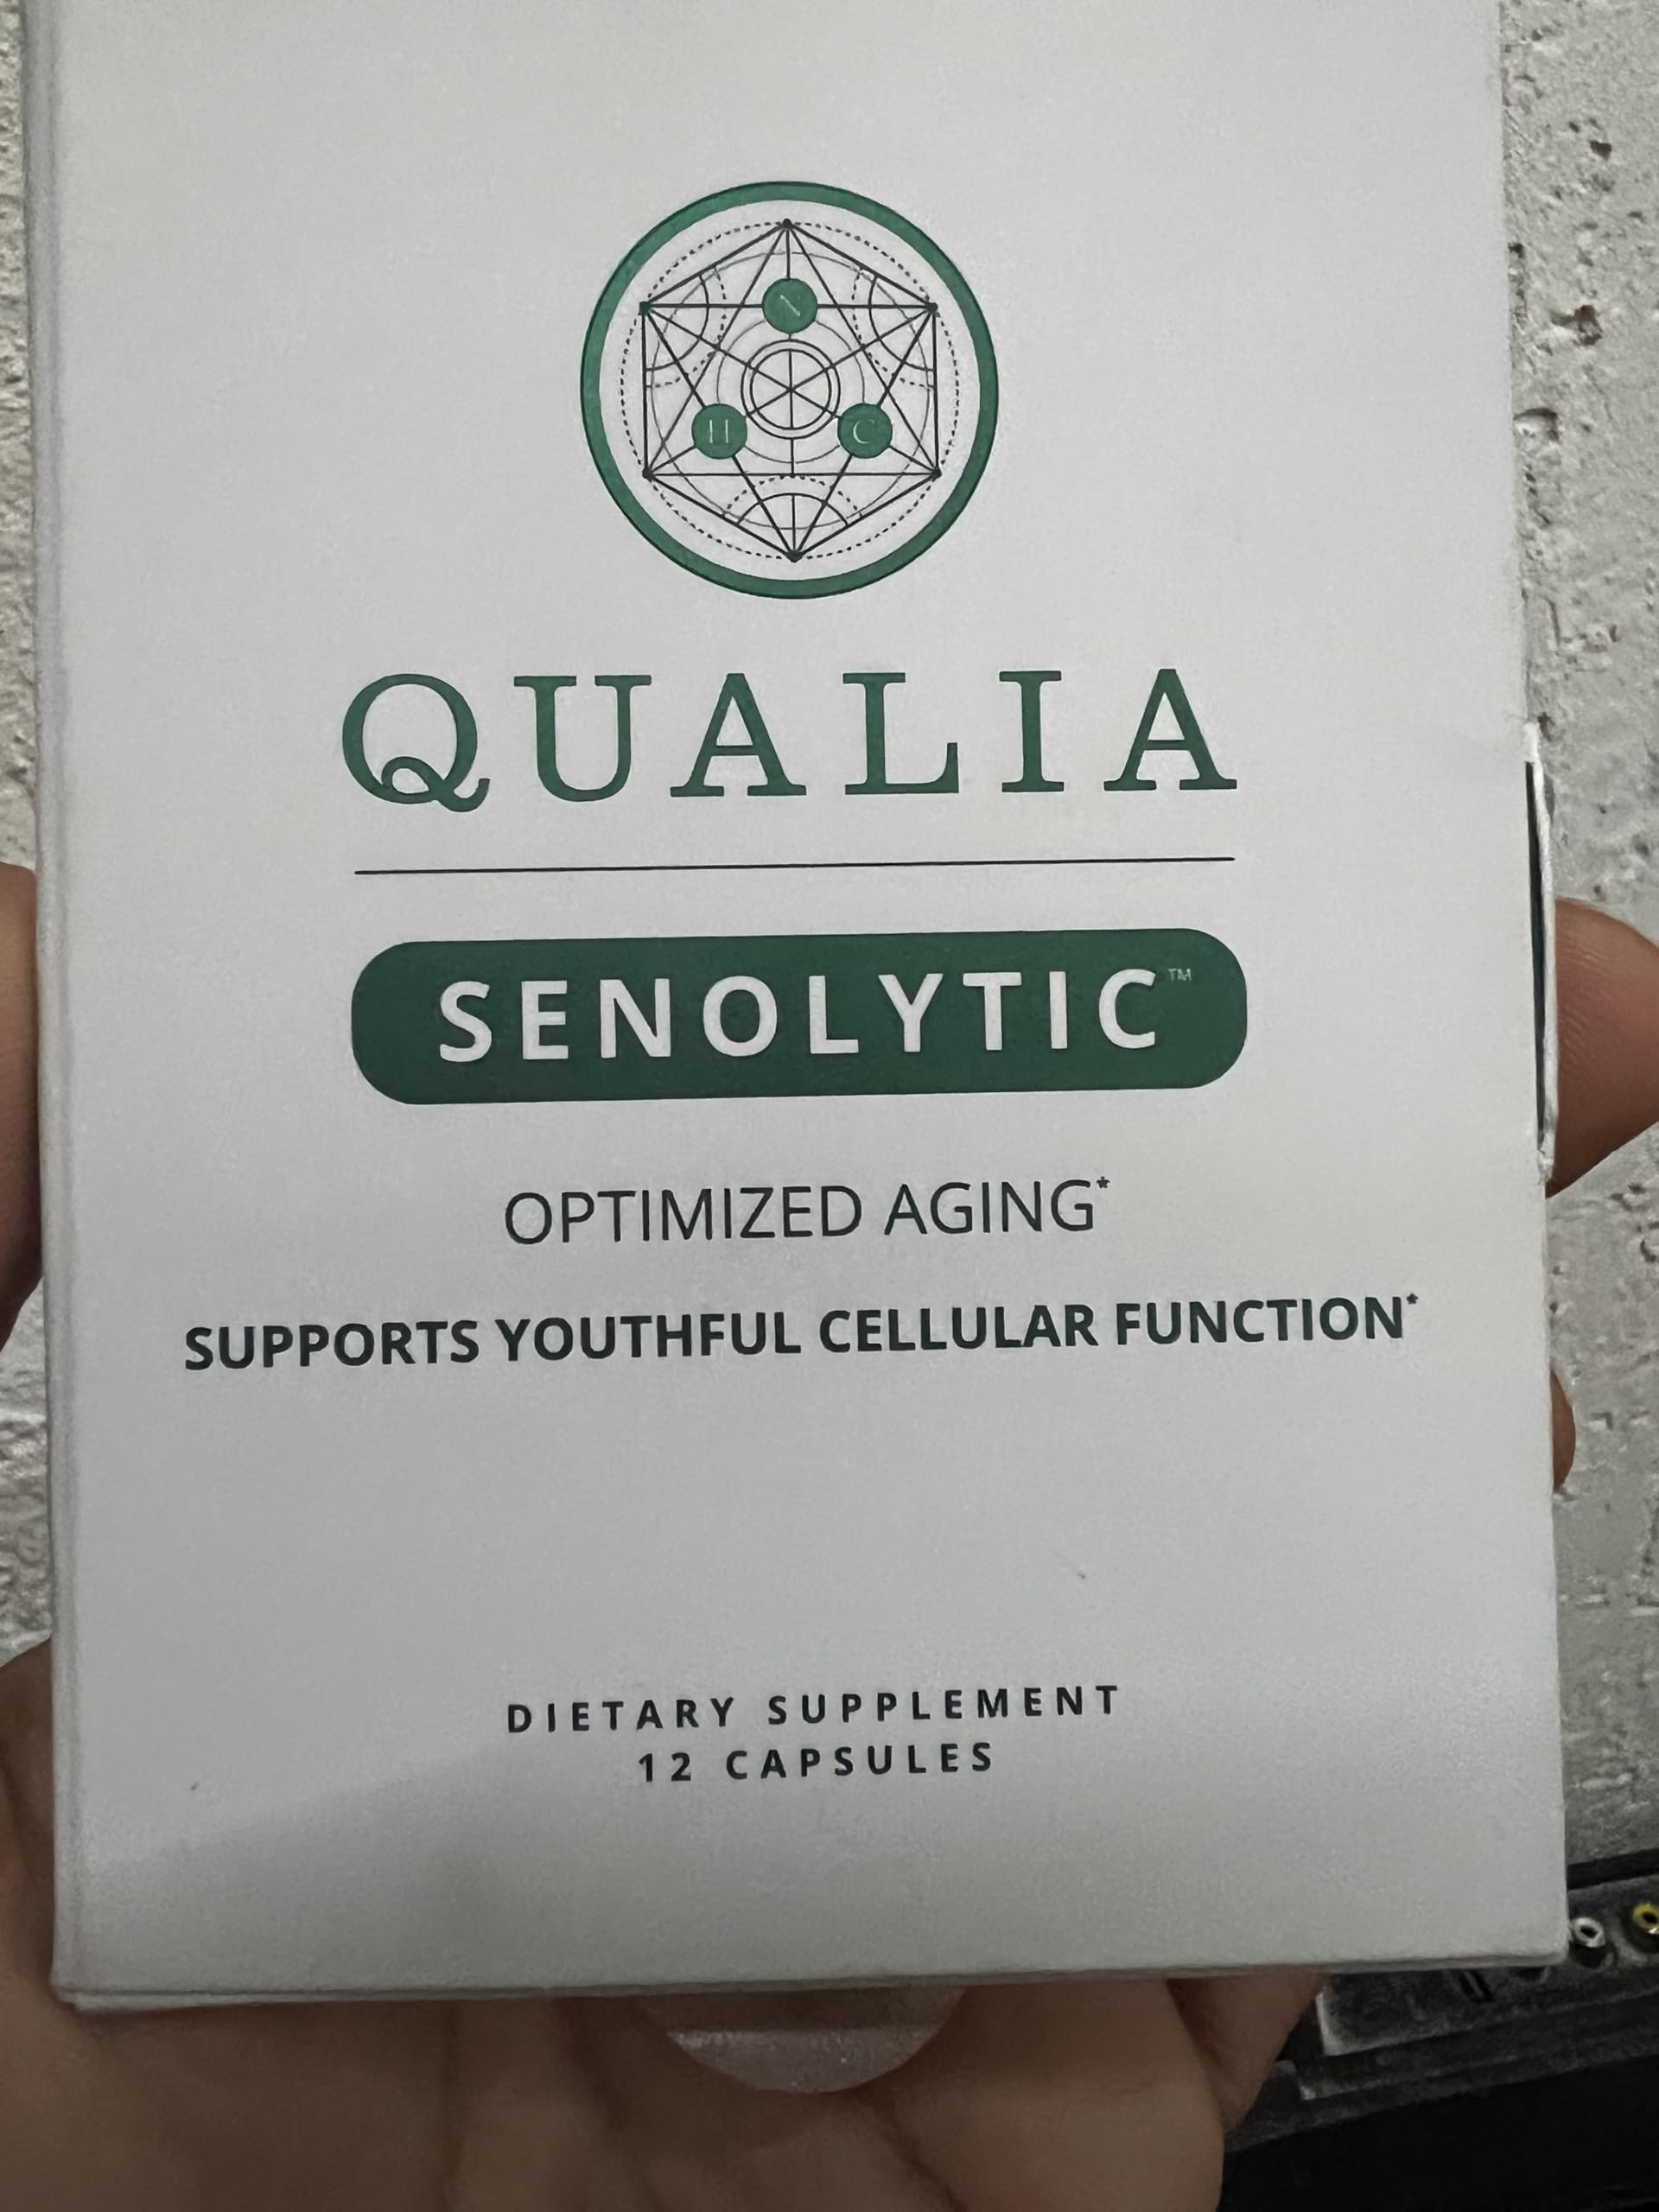 N
H C
QUALIA
SENOLYTIC™
OPTIMIZED AGING*
SUPPORTS YOUTHFUL CELLULAR FUNCTION*
DIETARY SUPPLEMENT
12 CAPSULES